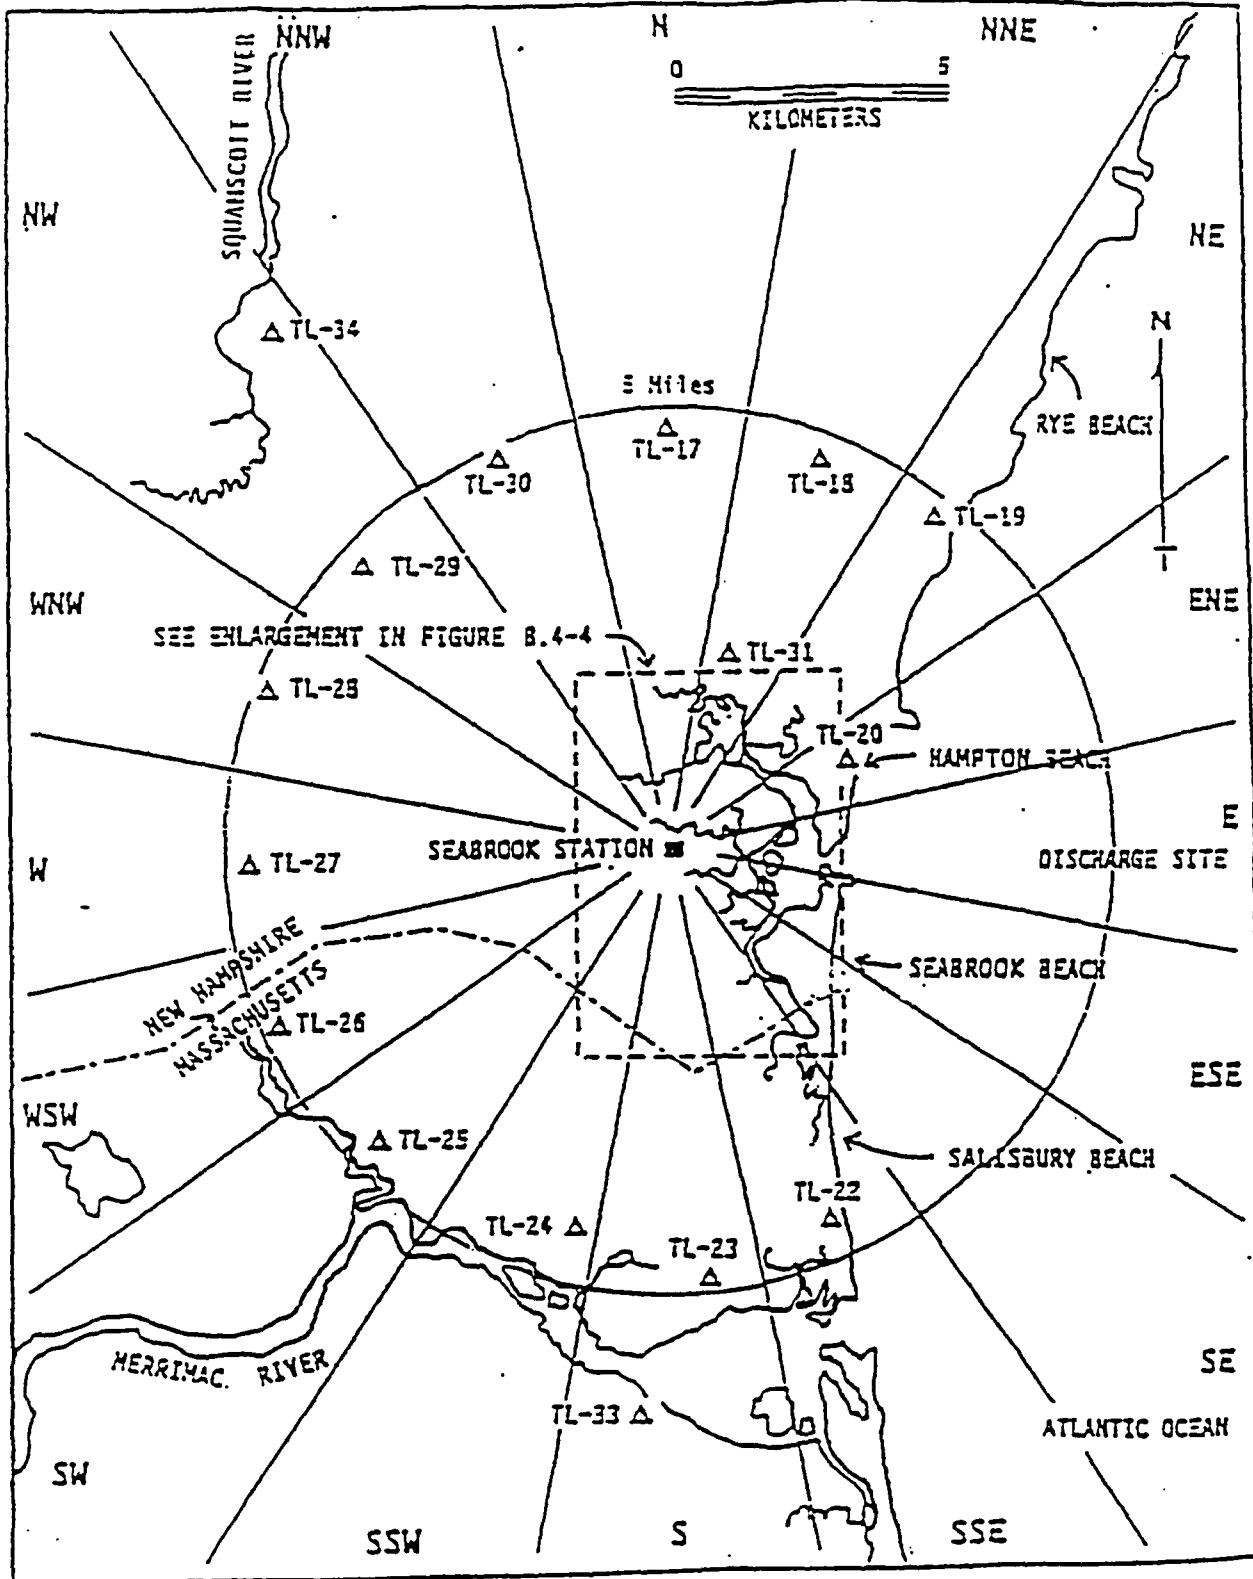 NNW
N
NNE
SQUAMSCOTT RIVER
0
5
KILOMETERS
NW
NE
TL-34
N
5 Miles
RYE BEACH
TL-17
TL-30
TL-18
TL-19
TL-29
WNW
ENE
SEE ENLARGEMENT IN FIGURE B.4-4
TL-31
TL-28
TL-20
HAMPTON BEACH
E
SEABROOK STATION
W
TL-27
DISCHARGE SITE
NEW HAMPSHIRE
MASSACHUSETTS
SEABROOK BEACH
TL-26
ESE
WSW
TL-25
SALISBURY BEACH
TL-22
TL-24
TL-23
MERRIMAC. RIVER
SE
TL-33
ATLANTIC OCEAN
SW
SSW
S
SSE